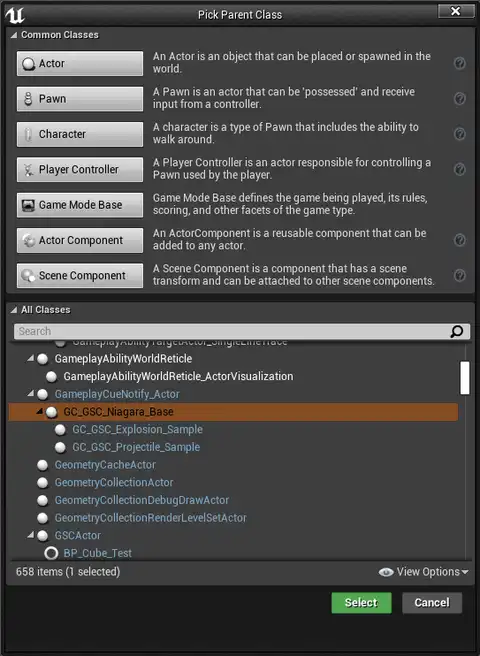 Pick Parent Class
Common Classes
Actor
An Actor is an object that can be placed or spawned in the
world.
Pawn
A Pawn is an actor that can be 'possessed' and receive
input from a controller.
Character
A character is a type of Pawn that includes the ability to
walk around.
Player Controller
A Player Controller is an actor responsible for controlling a
Pawn used by the player.
Game Mode Base
Game Mode Base defines the game being played, its rules,
scoring, and other facets of the game type.
Actor Component
An ActorComponent is a reusable component that can be
added to any actor.
Scene Component
A Scene Component is a component that has a scene
transform and can be attached to other scene components.
All Classes
Search
GameplayAbilityTargetActor_SingleLineTrace
GameplayAbilityWorldReticle
GameplayAbilityWorldReticle_ActorVisualization
GameplayCueNotify_Actor
GC_GSC_Niagara_Base
GC_GSC_Explosion_Sample
GC_GSC_Projectile_Sample
GeometryCacheActor
GeometryCollectionActor
GeometryCollectionDebugDrawActor
GeometryCollectionRenderLevelSetActor
GSCActor
BP_Cube_Test
658 items (1 selected)
View Options
Select
Cancel